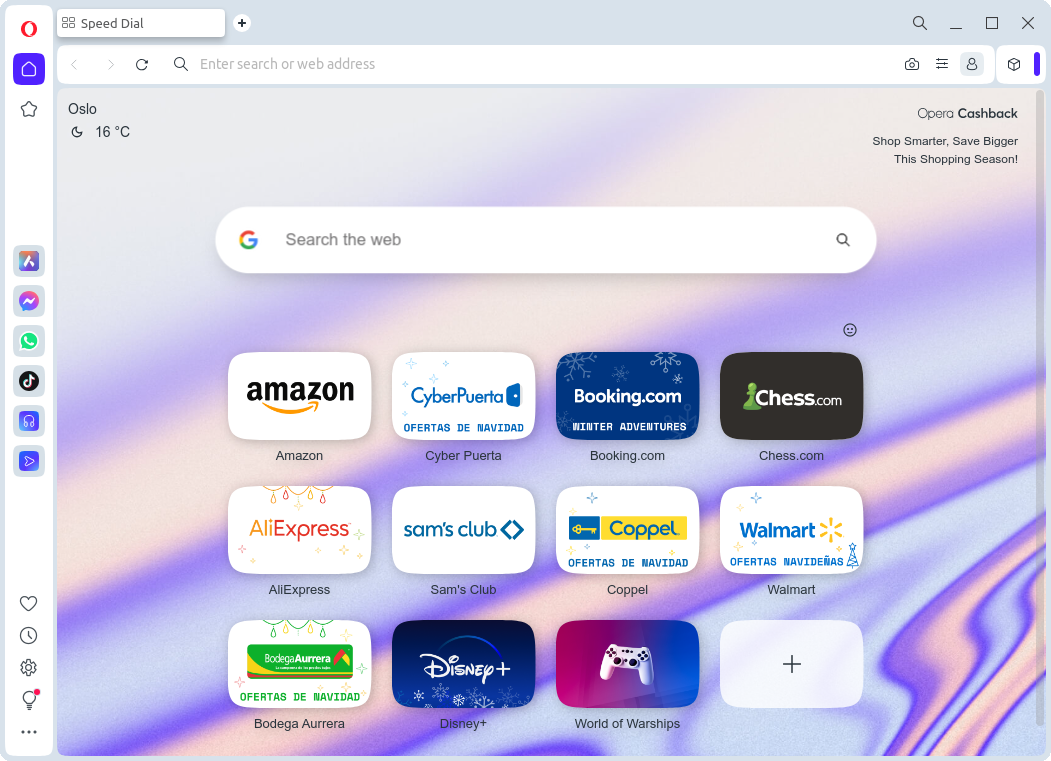 Speed Dial
Enter search or web address
Oslo
16 °C
Opera Cashback
Shop Smarter, Save Bigger
This Shopping Season!
Search the web
amazon
Amazon
CyberPuerta
OFERTAS DE NAVIDAD
Cyber Puerta
Booking.com
WINTER ADVENTURES
Booking.com
Chess.com
Chess.com
AliExpress
AliExpress
sam's club
Sam's Club
Coppel
OFERTAS DE NAVIDAD
Coppel
Walmart
OFERTAS NAVIDEÑAS
Walmart
Bodega Aurrera
OFERTAS DE NAVIDAD
Bodega Aurrera
Disney+
Disney+
World of Warships